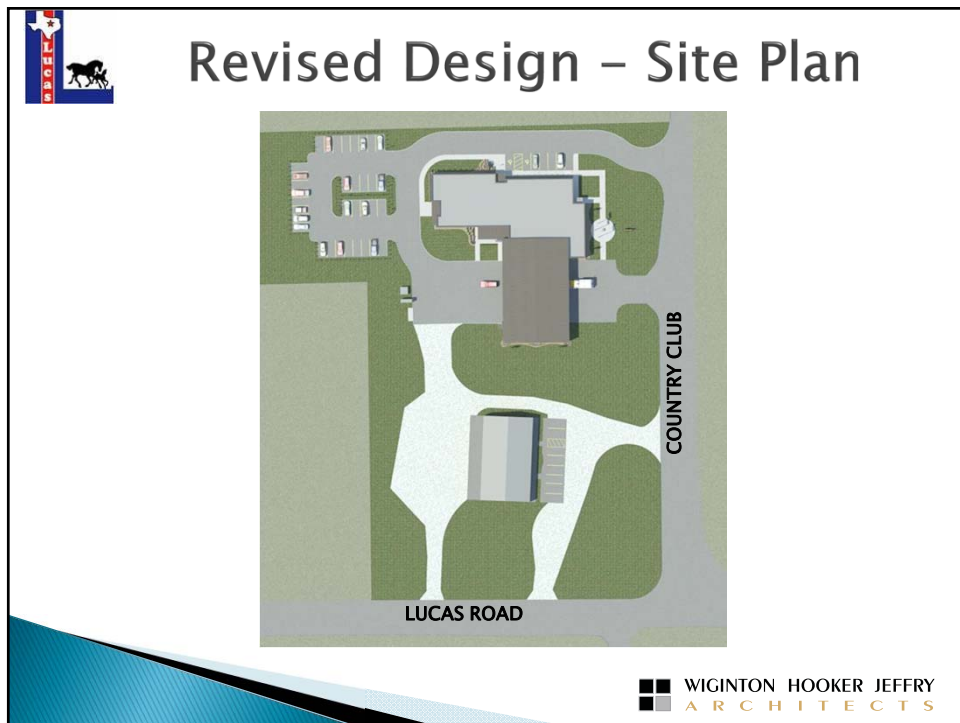 Lucas
Revised Design – Site Plan
COUNTRY CLUB
LUCAS ROAD
WIGINTON HOOKER JEFFRY
ARCHITECTS